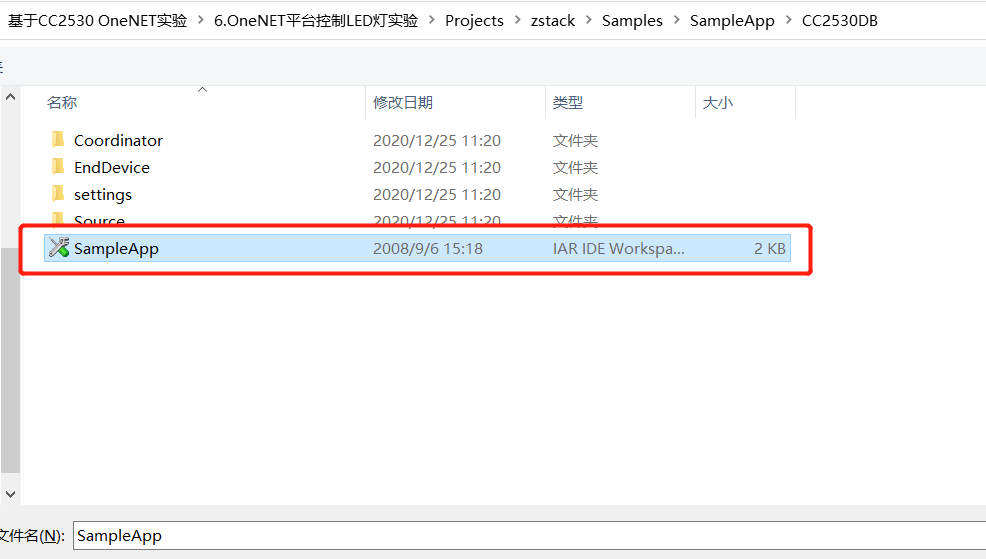 基于CC2530 OneNET实验 > 6.OneNET平台控制LED灯实验 > Projects > zstack > Samples > SampleApp > CC2530DB
名称 修改日期 类型 大小
Coordinator 2020/12/25 11:20 文件夹
EndDevice 2020/12/25 11:20 文件夹
settings 2020/12/25 11:20 文件夹
Source 2020/12/25 11:20 文件夹
SampleApp 2008/9/6 15:18 IAR IDE Workspa... 2 KB
文件名(N): SampleApp